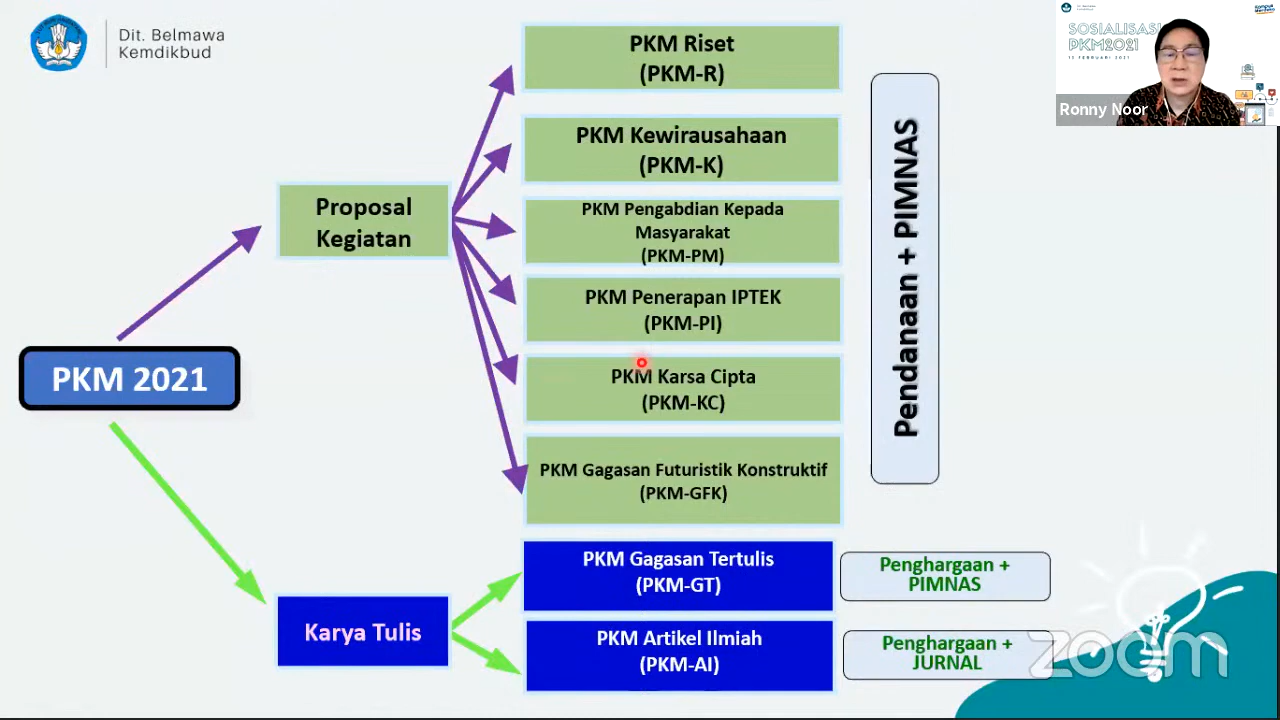 Dit. Belmawa
Kemdikbud
PKM 2021
Proposal
Kegiatan
Karya Tulis
PKM Riset
(PKM-R)
PKM Kewirausahaan
(PKM-K)
PKM Pengabdian Kepada
Masyarakat
(PKM-PM)
PKM Penerapan IPTEK
(PKM-PI)
PKM Karsa Cipta
(PKM-KC)
PKM Gagasan Futuristik Konstruktif
(PKM-GFK)
PKM Gagasan Tertulis
(PKM-GT)
PKM Artikel Ilmiah
(PKM-AI)
Pendanaan + PIMNAS
Penghargaan +
PIMNAS
Penghargaan +
JURNAL
SOSIALISASI
PKM2021
Ronny Noor
zoom